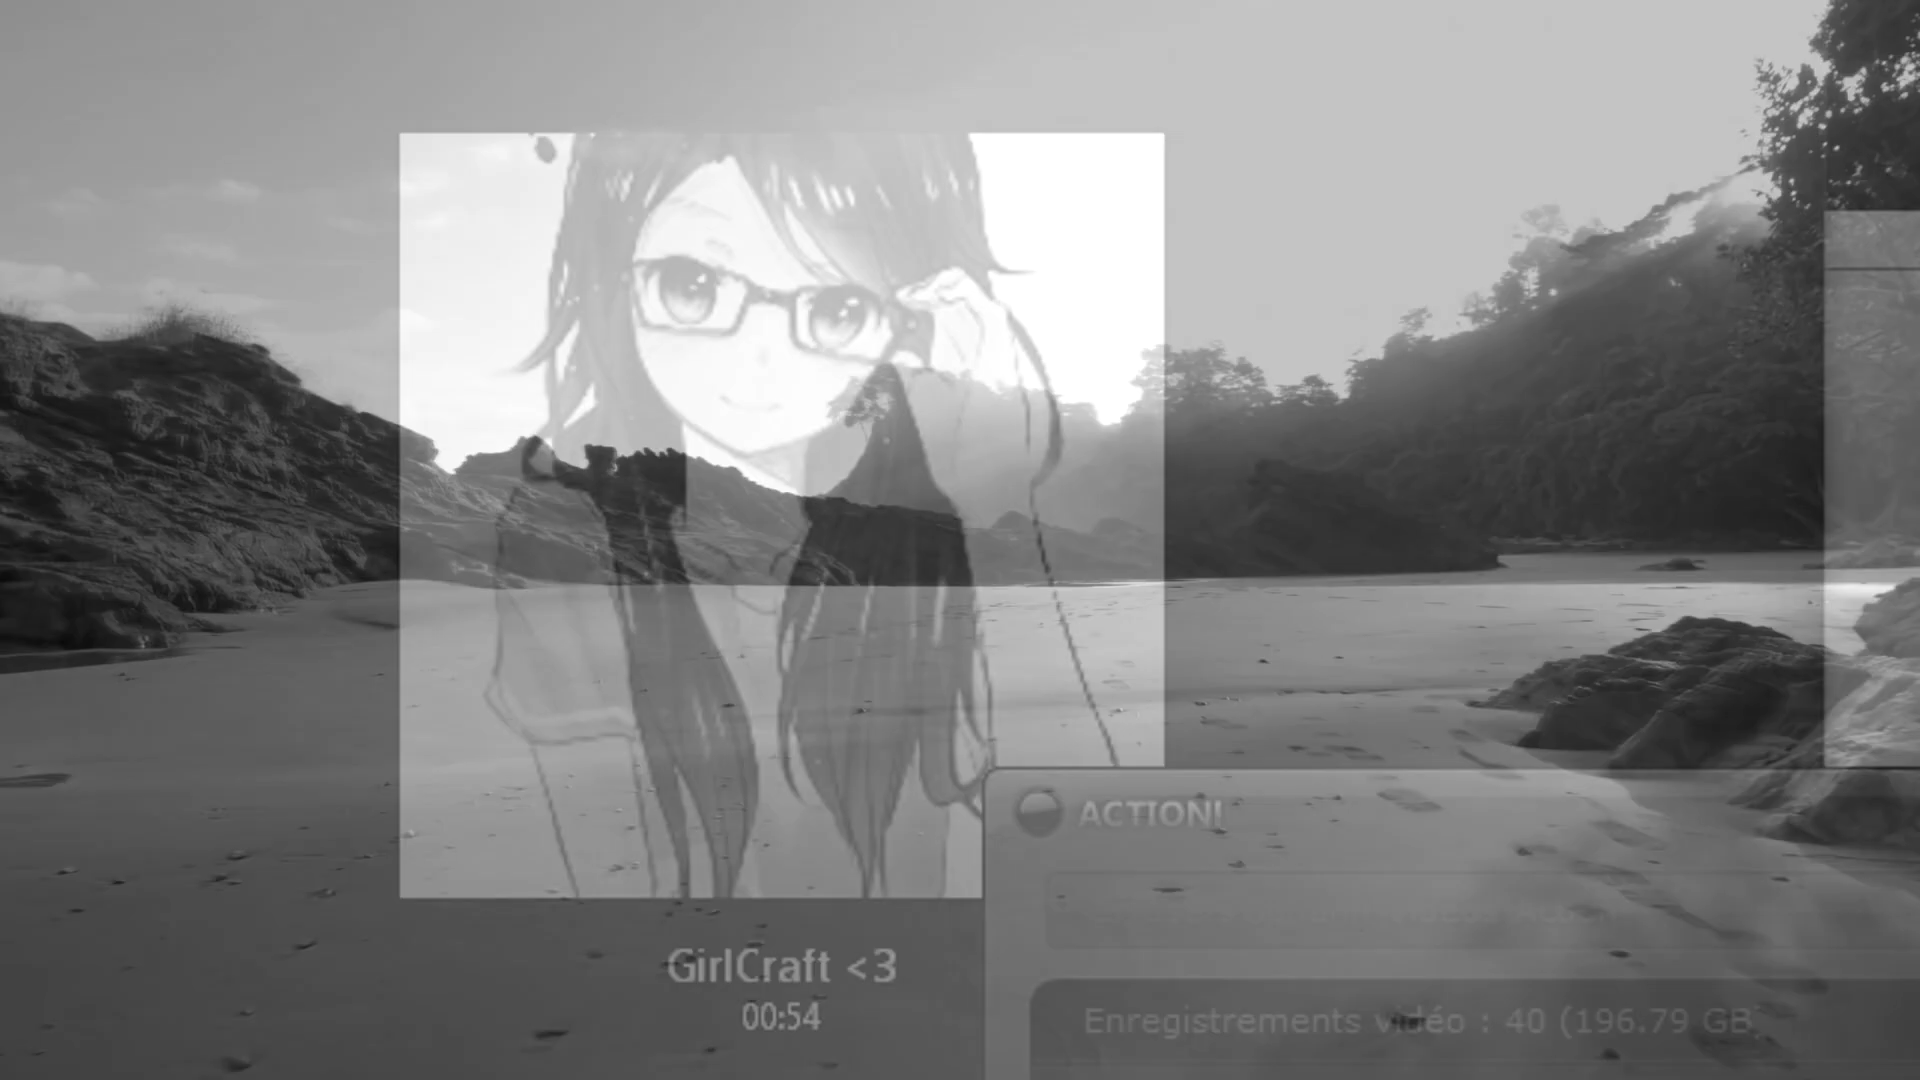 ACTION!
GirlCraft <3
00:54
Enregistrements vidéo : 40 (196.79 GB